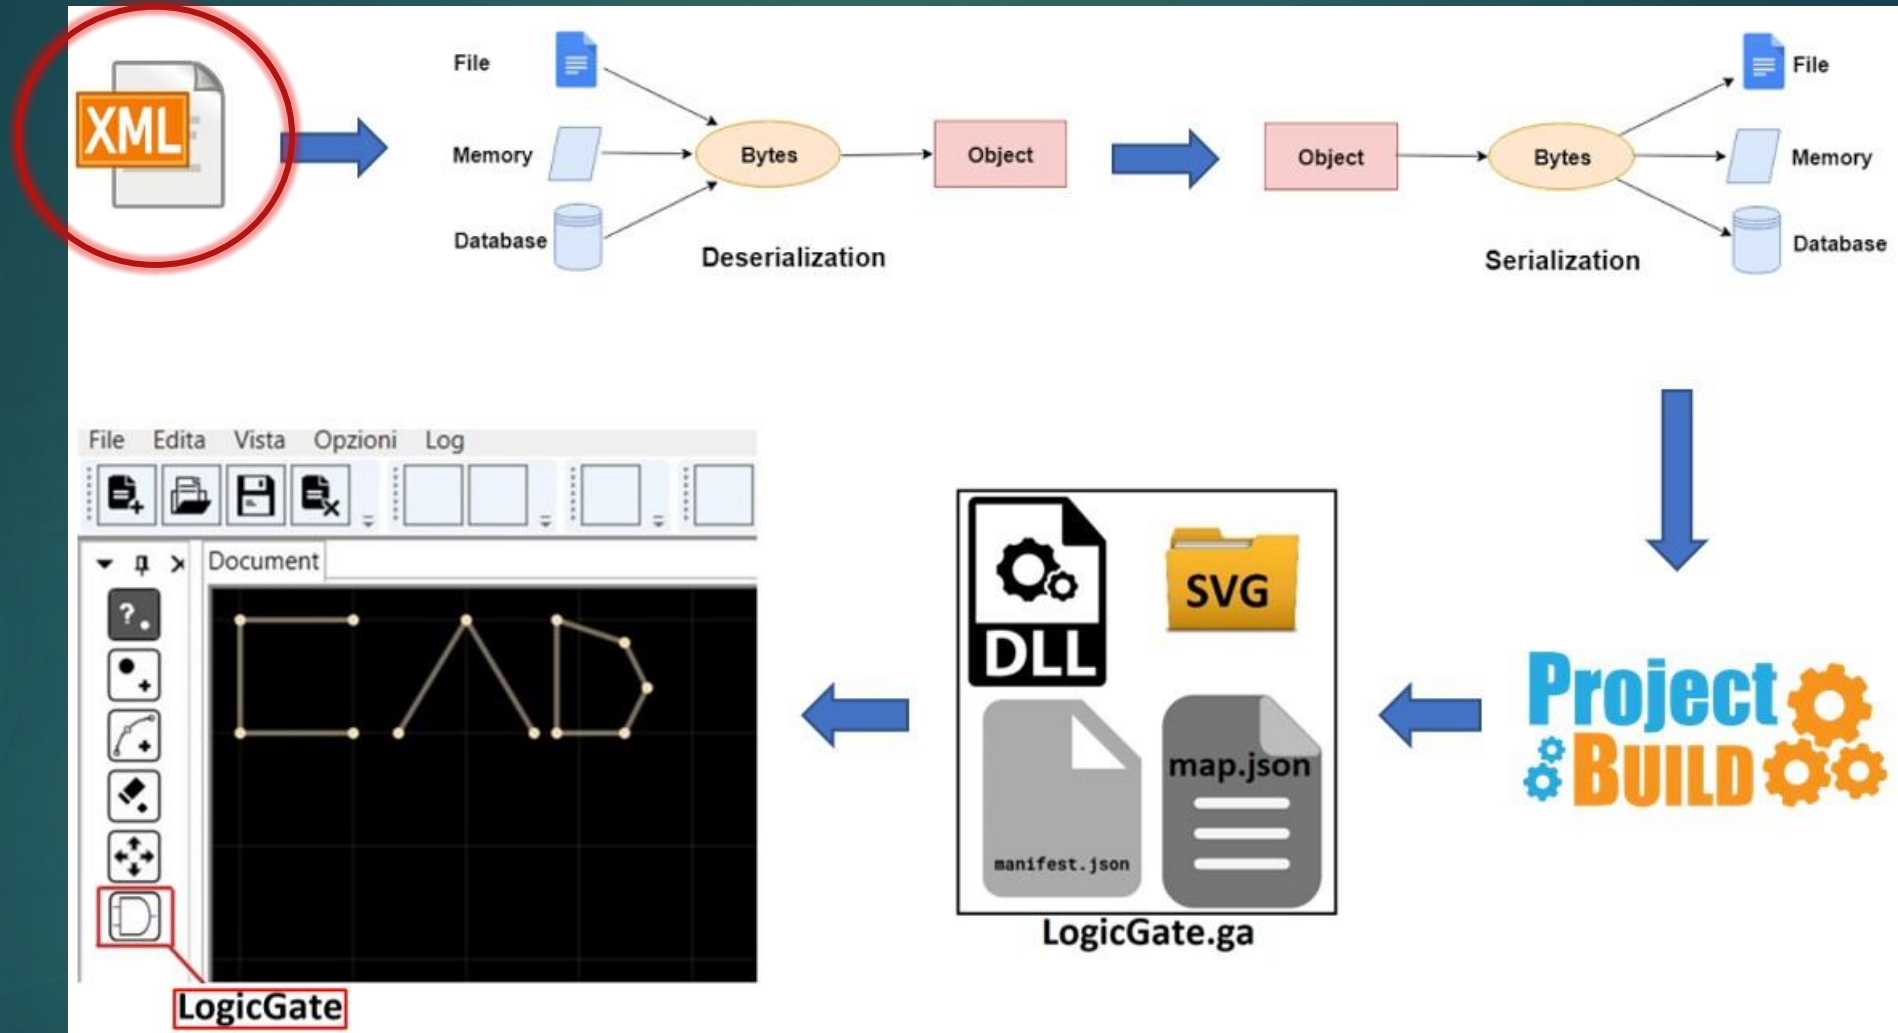 XML
File
Memory
Database
Bytes
Object
Deserialization
Object
Bytes
File
Memory
Database
Serialization
File Edita Vista Opzioni Log
Document
?
LogicGate
DLL
SVG
manifest.json
map.json
LogicGate.ga
Project
BUILD